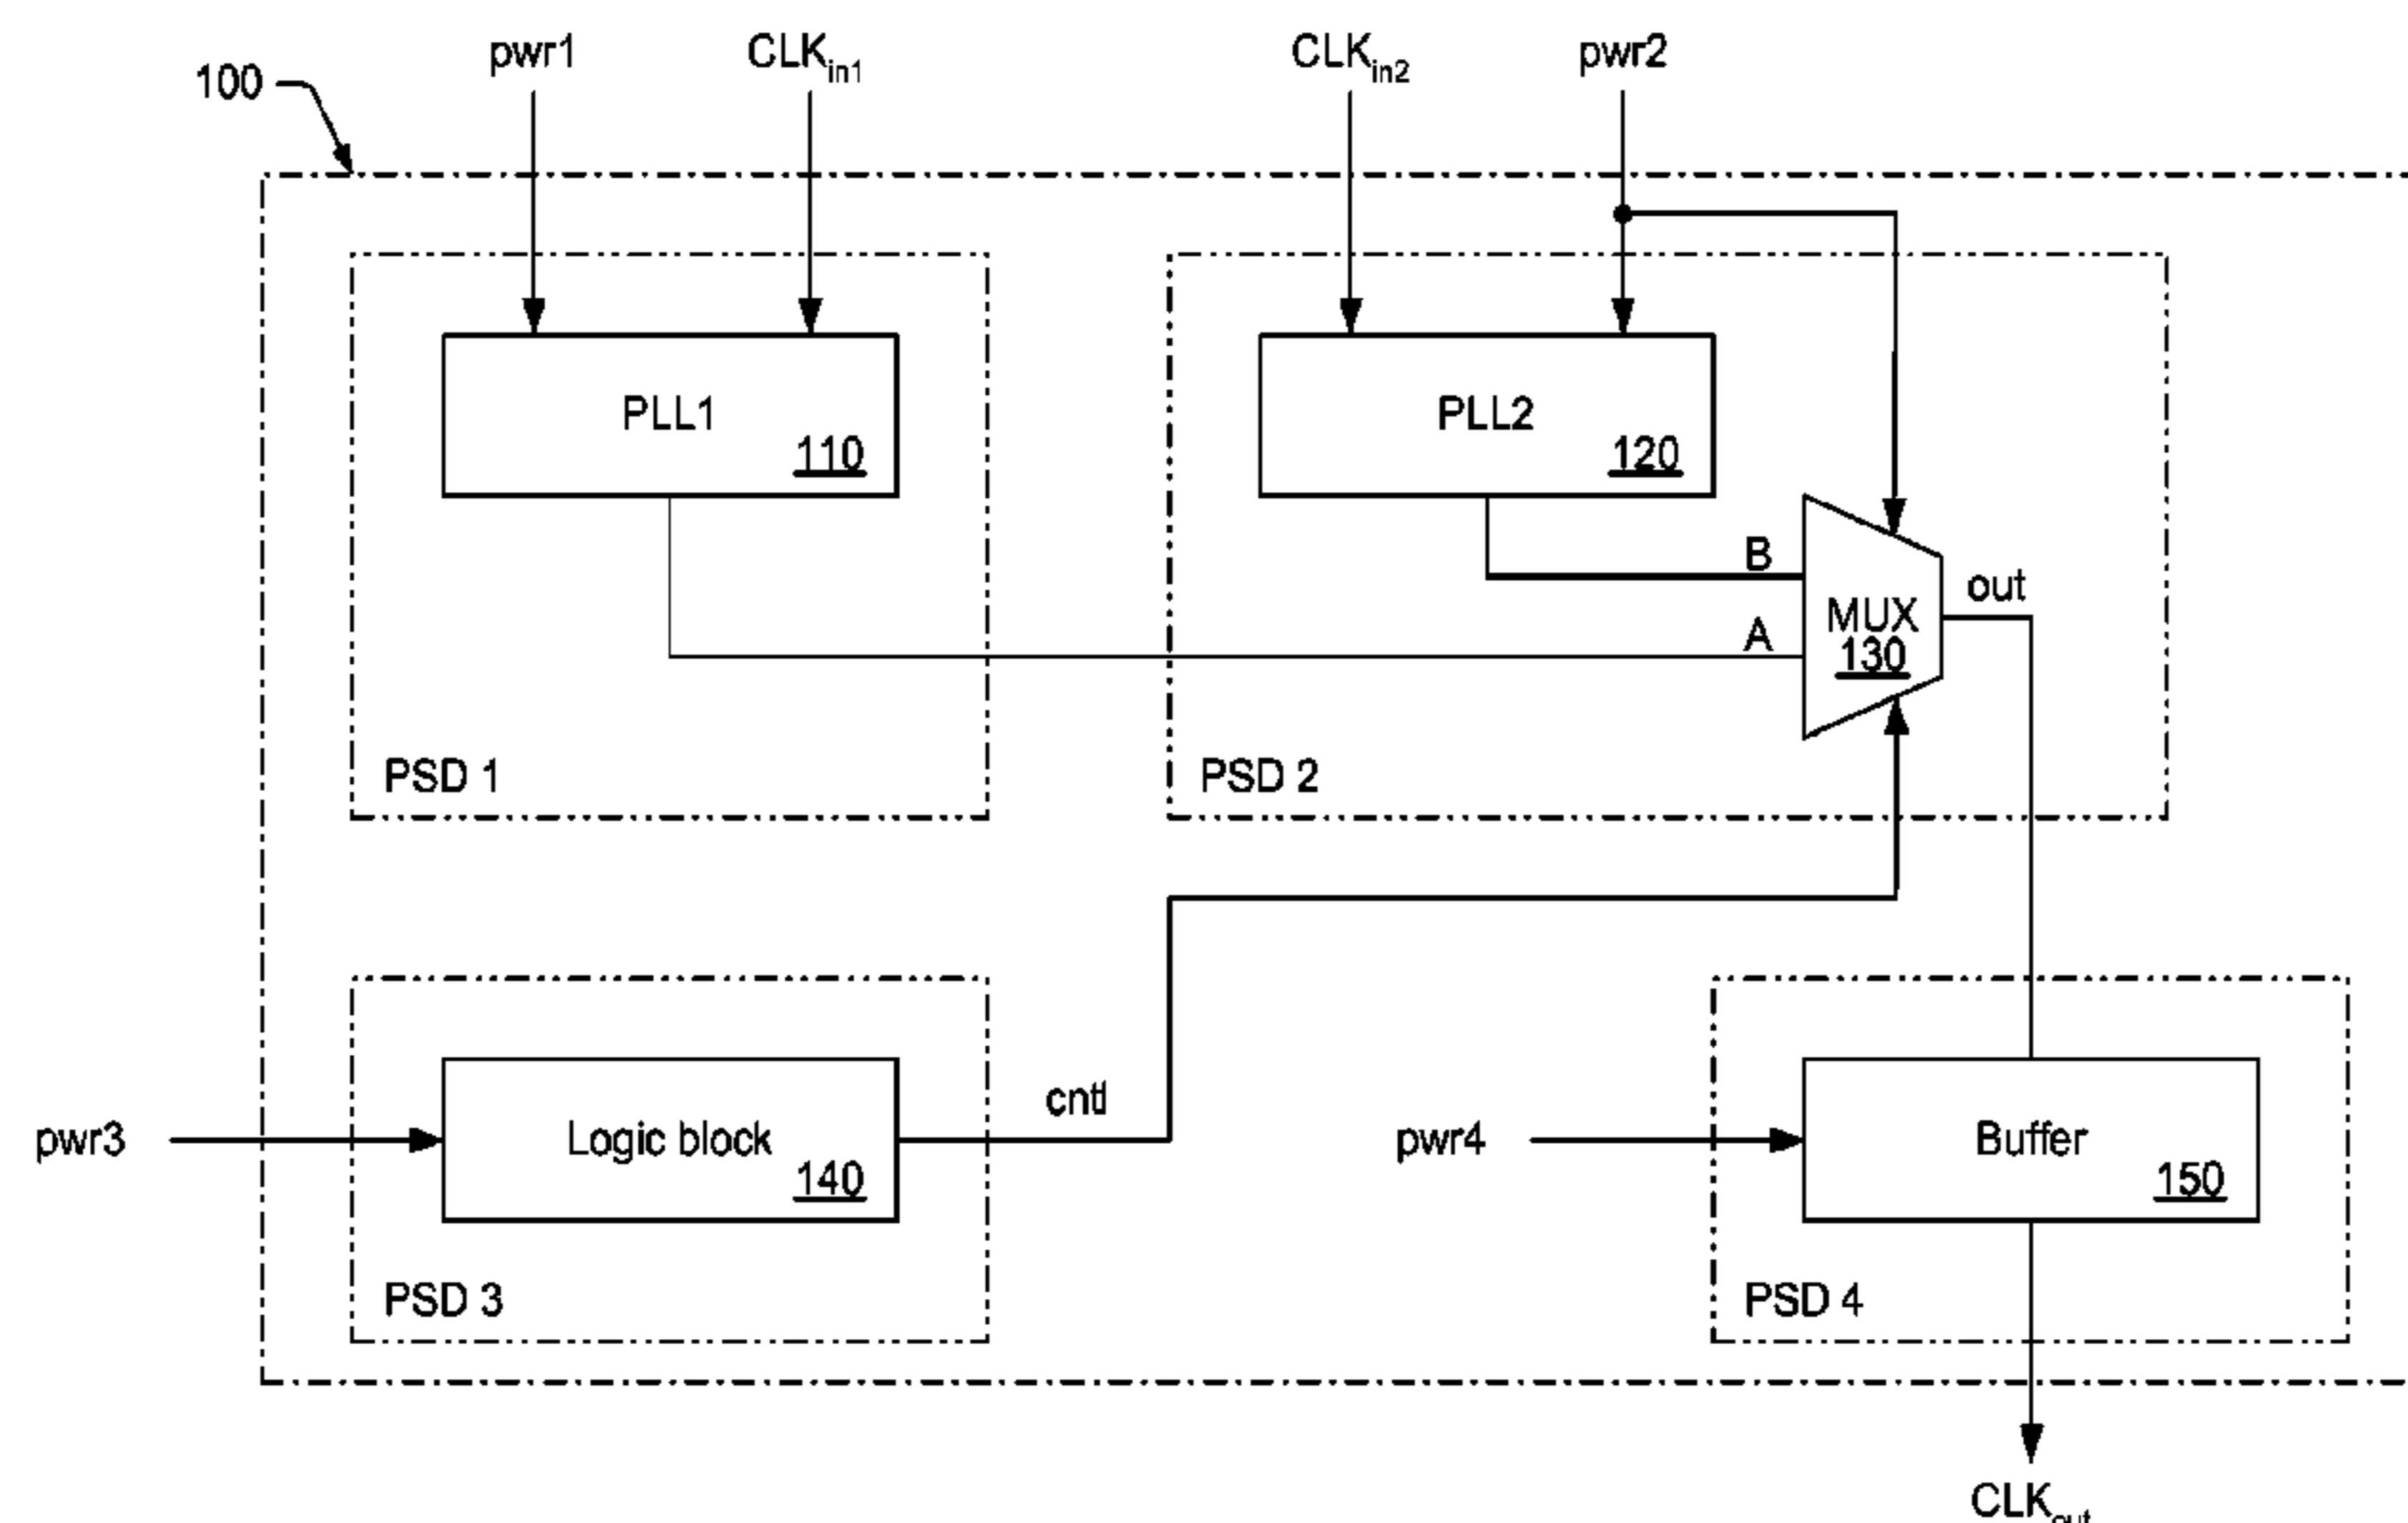 pwr1
CLKin1
CLKin2
pwr2
100
PLL1
110
PLL2
120
B
A
MUX
130
out
PSD 1
PSD 2
cntl
pwr3
Logic block
140
pwr4
Buffer
150
PSD 3
PSD 4
CLKout